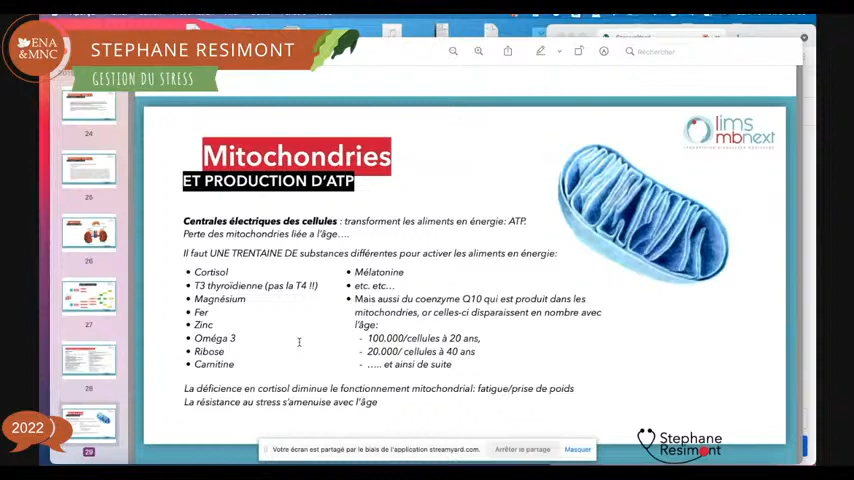 ENA
&MNC
STEPHANE RESIMONT
GESTION DU STRESS
Rechercher
24
25
26
27
28
29
lims
mbnext
Mitochondries
ET PRODUCTION D'ATP
Centrales électriques des cellules : transforment les aliments en énergie: ATP.
Perte des mitochondries liée a l'âge....
Il faut UNE TRENTAINE DE substances différentes pour activer les aliments en énergie:
• Cortisol
• T3 thyroïdienne (pas la T4 !!)
• Magnésium
• Fer
• Zinc
• Oméga 3
• Ribose
• Carnitine
• Mélatonine
• etc. etc...
• Mais aussi du coenzyme Q10 qui est produit dans les
mitochondries, or celles-ci disparaissent en nombre avec
l'âge:
- 100.000/cellules à 20 ans,
- 20.000/ cellules à 40 ans
- ..... et ainsi de suite
La déficience en cortisol diminue le fonctionnement mitochondrial: fatigue/prise de poids
La résistance au stress s'amenuise avec l'âge
2022
Votre écran est partagé par le biais de l'application streamyard.com.
Arrêter le partage
Masquer
Stephane
Resimont